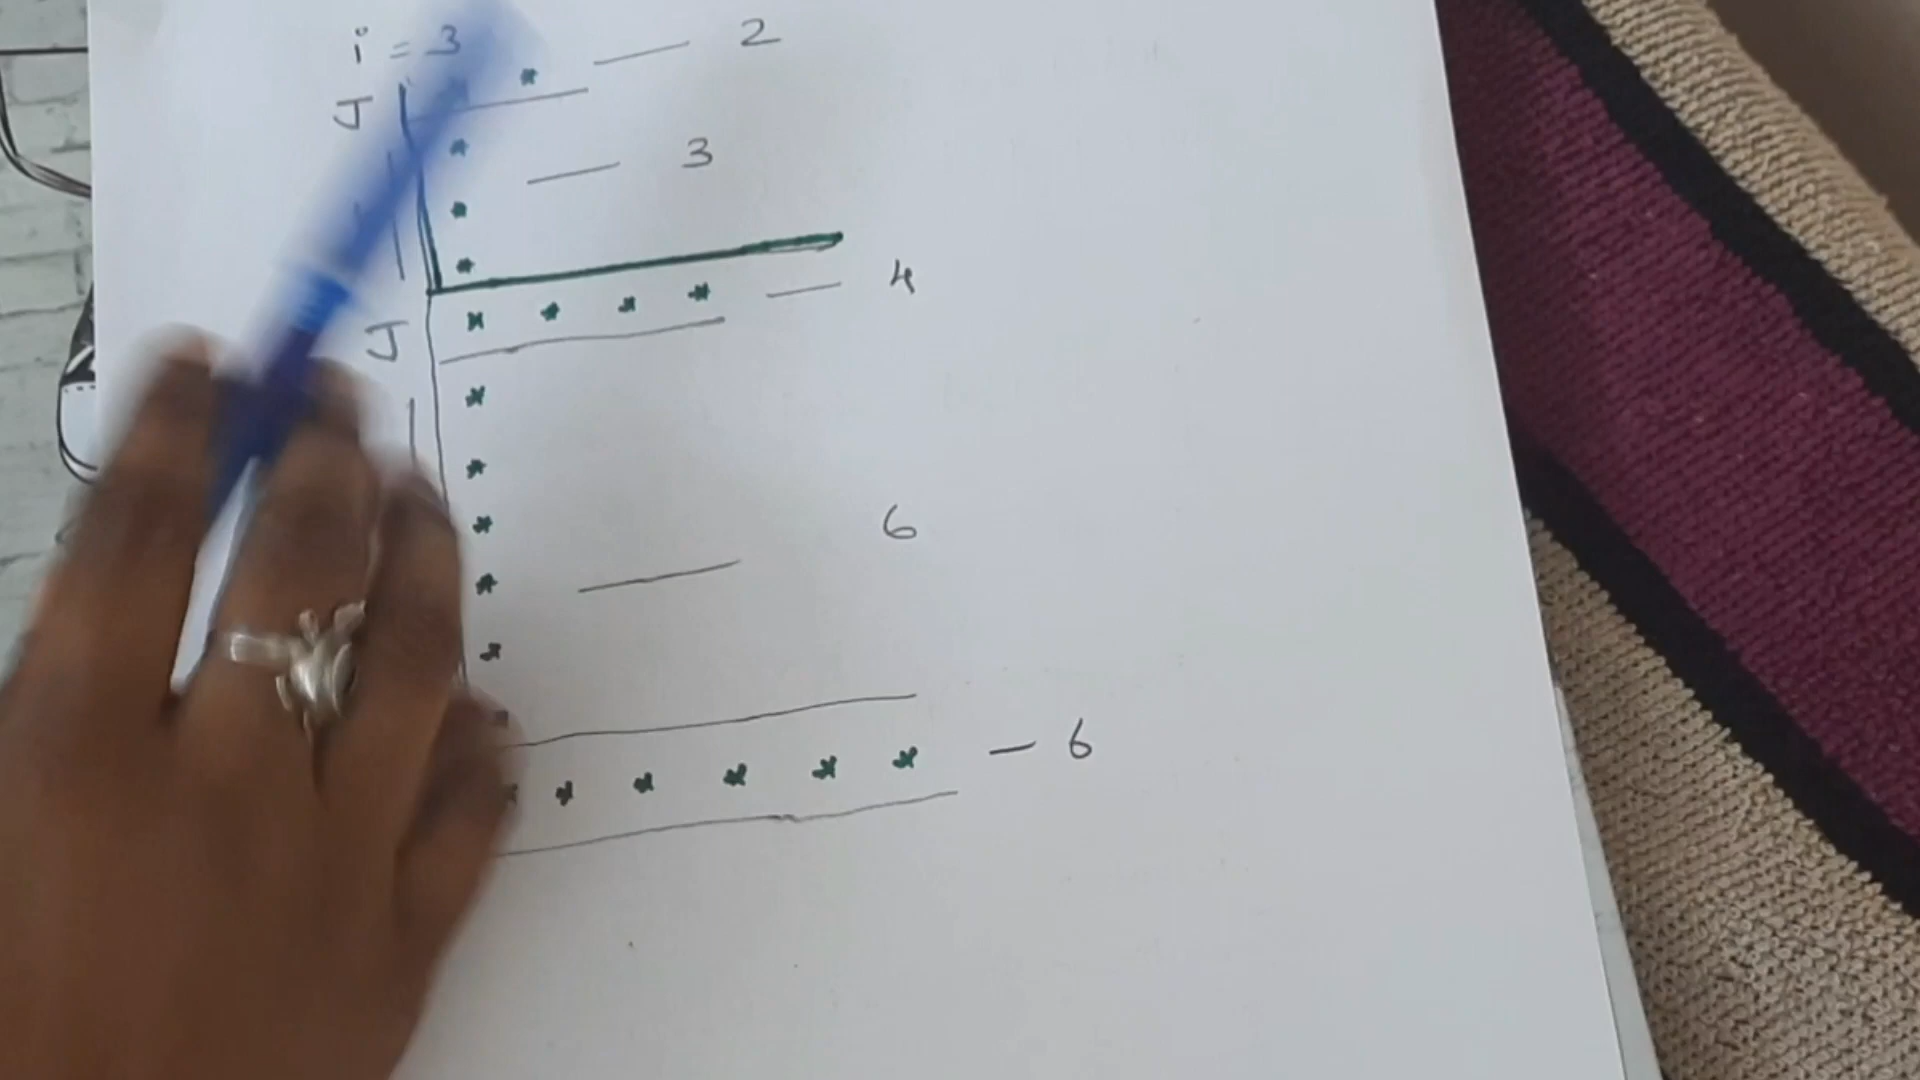 i = 3
* * — 2
J
*
* — 3
*
* * * * — 4
J
*
*
*
* — 6
*
* * * * * * — 6